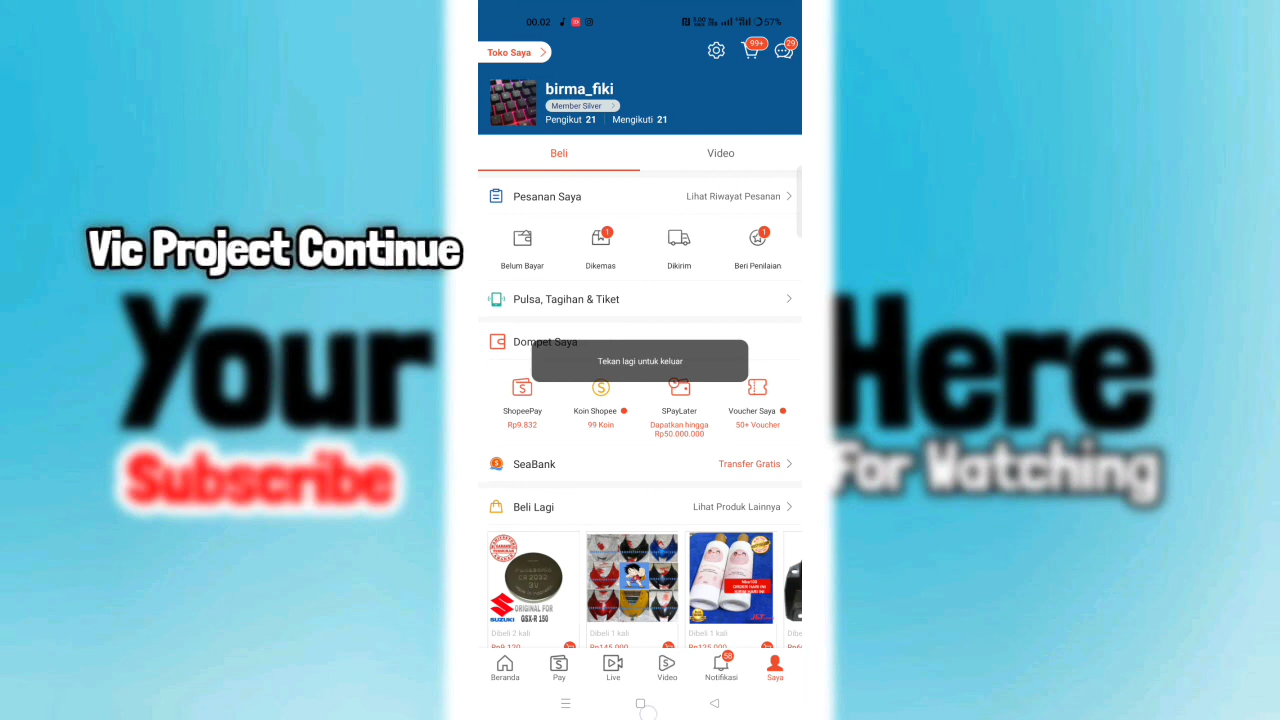 00.02
57%
Toko Saya
99+
29
birma_fiki
Member Silver
Pengikut 21
Mengikuti 21
Beli
Video
Pesanan Saya
Lihat Riwayat Pesanan
1
1
Belum Bayar
Dikemas
Dikirim
Beri Penilaian
Pulsa, Tagihan & Tiket
Dompet Saya
Tekan lagi untuk keluar
ShopeePay
Koin Shopee
SPayLater
Voucher Saya
Rp9.832
99 Koin
Dapatkan hingga
Rp50.000.000
50+ Voucher
SeaBank
Transfer Gratis
Beli Lagi
Lihat Produk Lainnya
ORIGINAL FOR
SUZUKI
GSX-R 150
Dibeli 2 kali
Dibeli 1 kali
Dibeli 1 kali
Rp9.120
Rp145.000
Rp125.000
58
Beranda
Pay
Live
Video
Notifikasi
Saya
Vic Project Continue
Your
Here
Subscribe
For Watching